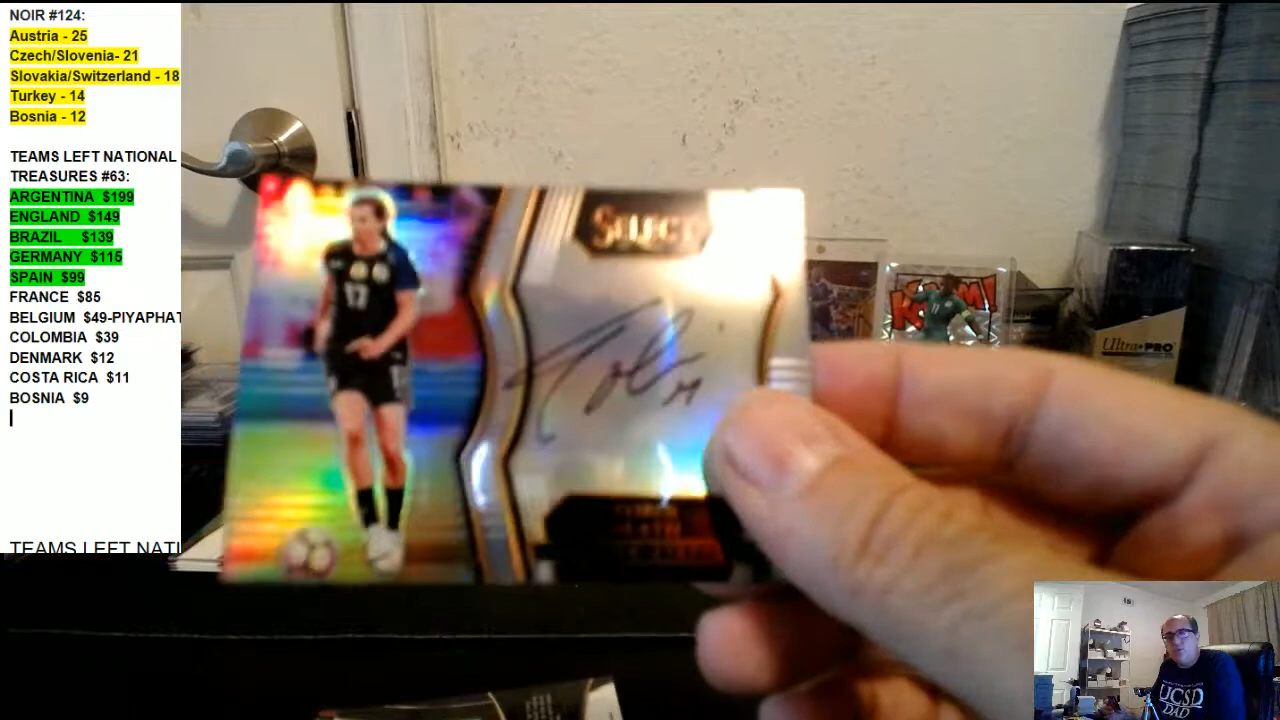 NOIR #124:
Austria - 25
Czech/Slovenia- 21
Slovakia/Switzerland - 18
Turkey - 14
Bosnia - 12
TEAMS LEFT NATIONAL
TREASURES #63:
ARGENTINA $199
ENGLAND $149
BRAZIL $139
GERMANY $115
SPAIN $99
FRANCE $85
BELGIUM $49-PIYAPHAT
COLOMBIA $39
DENMARK $12
COSTA RICA $11
BOSNIA $9
TEAMS LEFT NATI
SELECT
17
Ultra PRO
UCSD
DAD